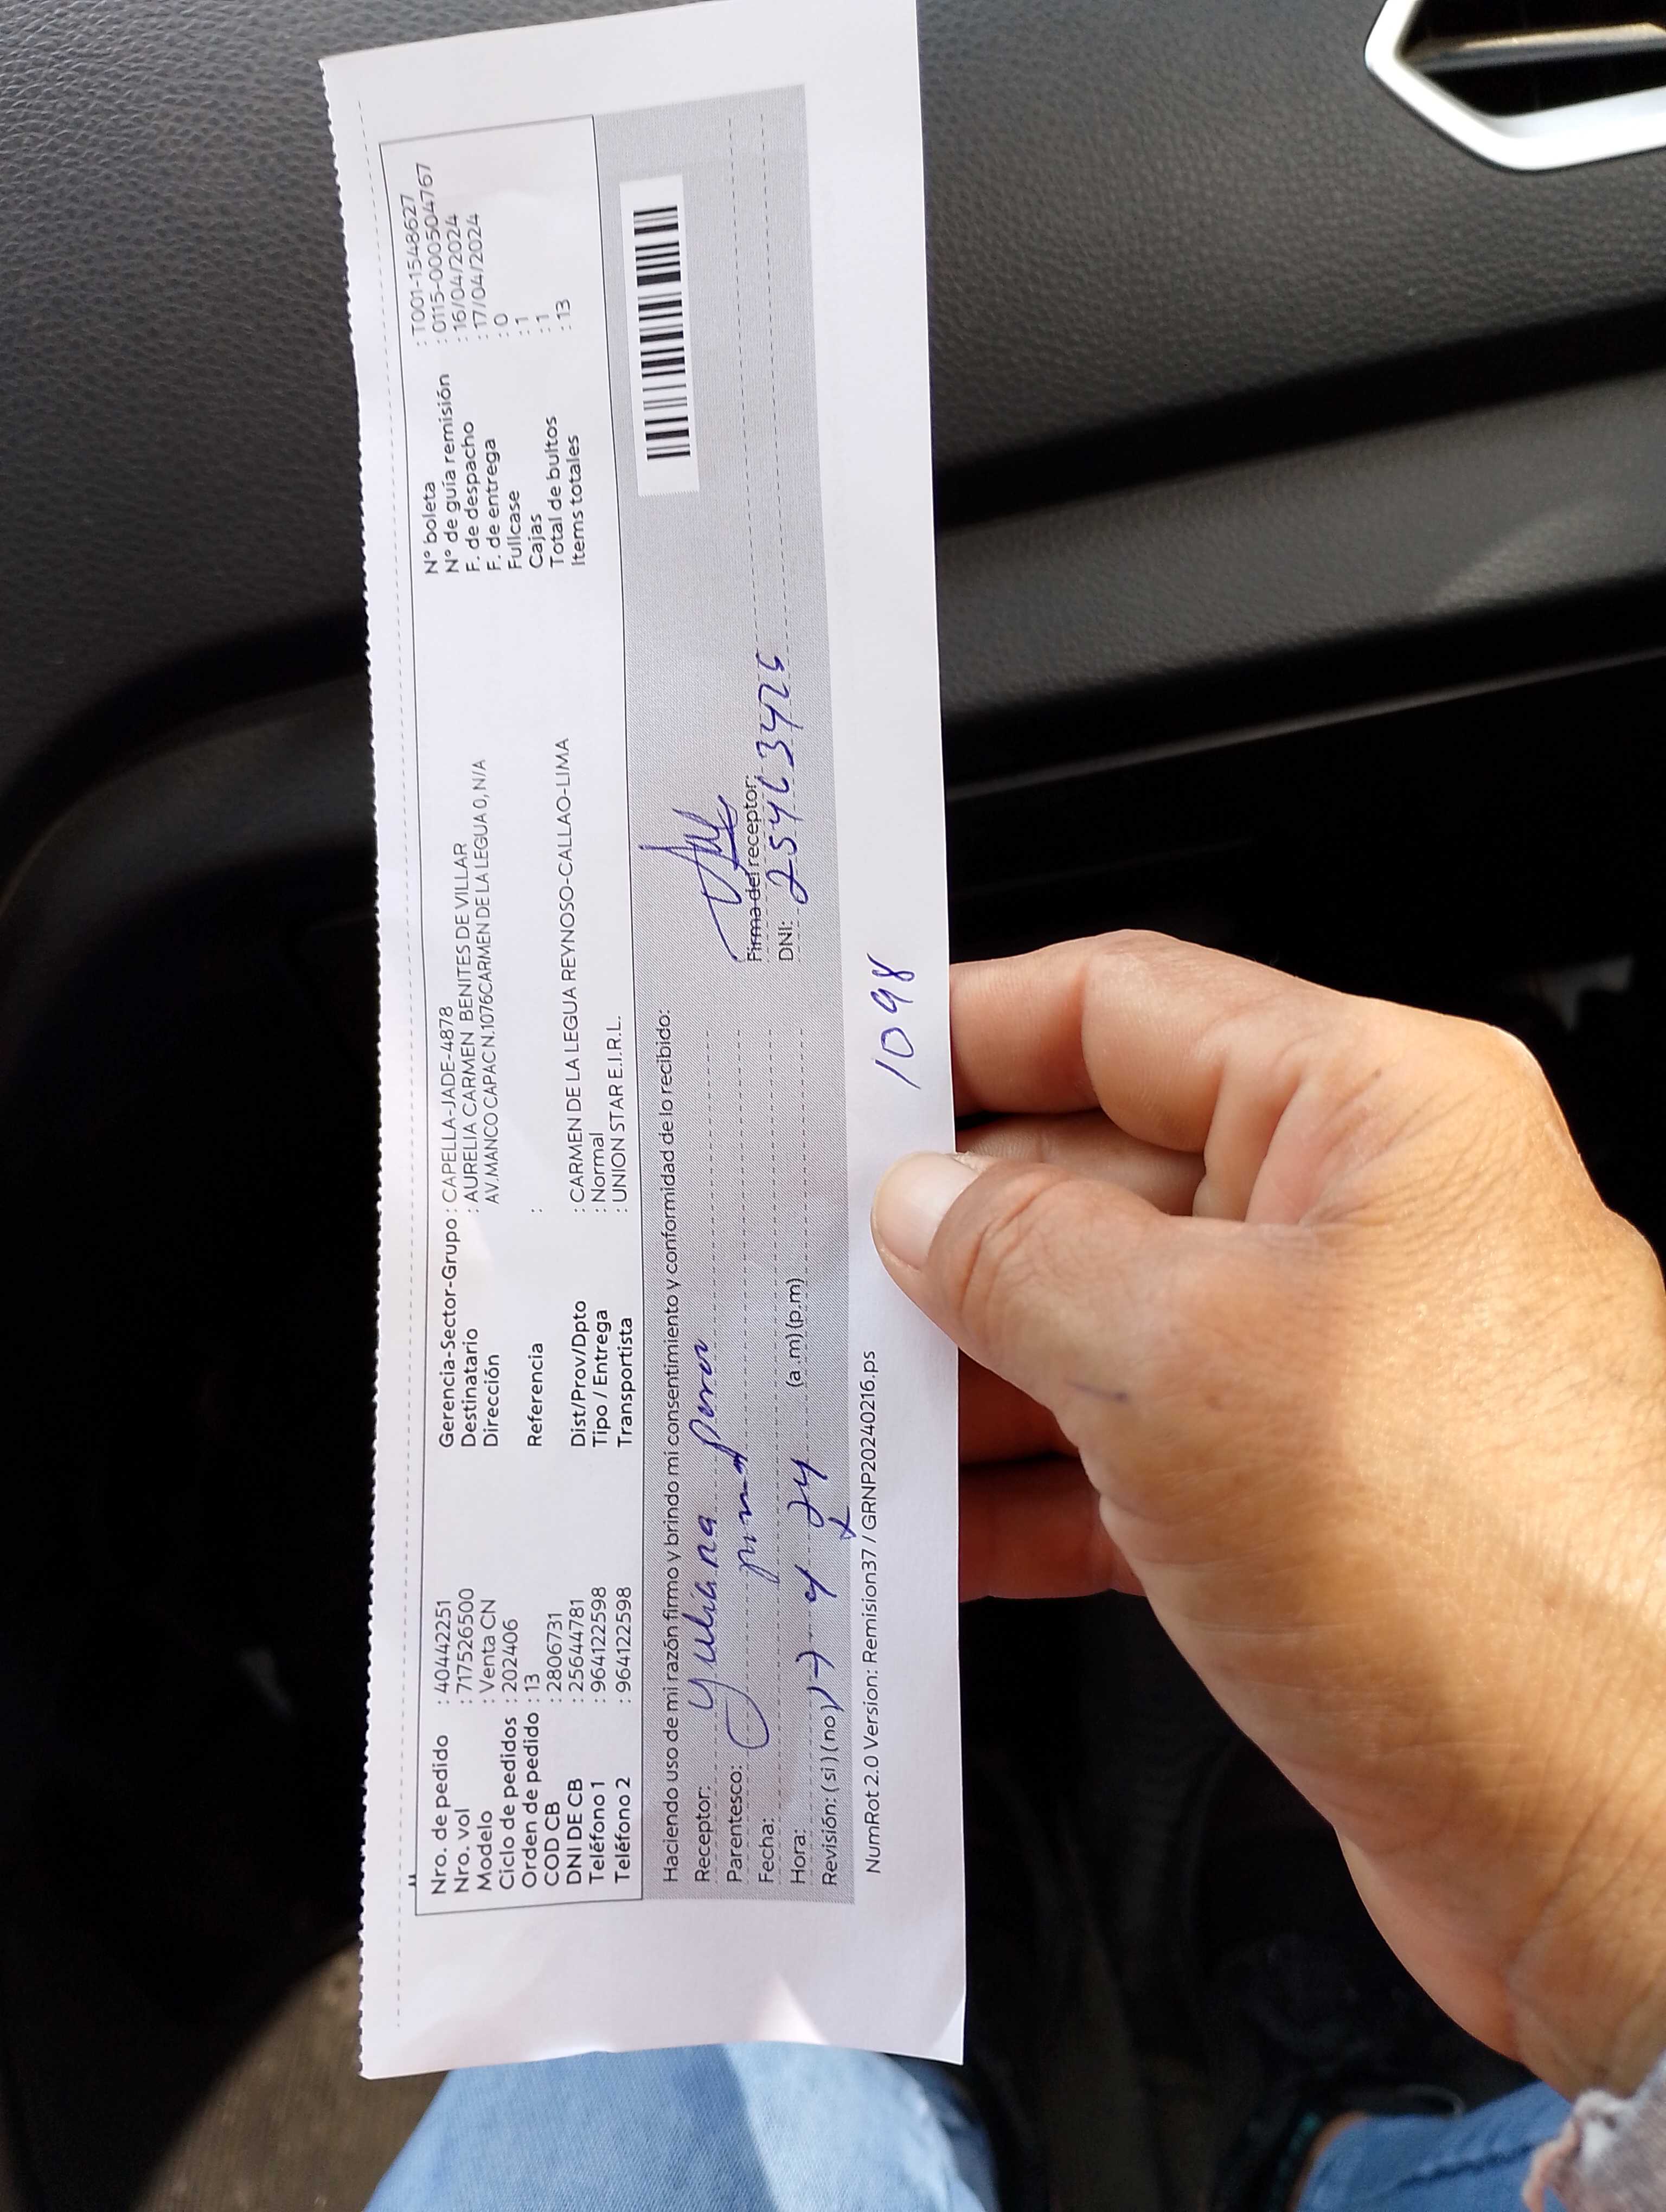 Nro. de pedido : 40442251
Nro. vol : 717526500
Modelo : Venta CN
Ciclo de pedidos : 202406
Orden de pedido : 13
COD CB : 2806731
DNI DE CB : 25644781
Teléfono 1 : 964122598
Teléfono 2 : 964122598
Gerencia-Sector-Grupo : CAPELLA-JADE-4878
Destinatario : AURELIA CARMEN BENITES DE VILLAR
Dirección AV.MANCO CAPAC N.1076CARMEN DE LA LEGUA 0, N/A
Referencia :
Dist/Prov/Dpto : CARMEN DE LA LEGUA REYNOSO-CALLAO-LIMA
Tipo / Entrega : Normal
Transportista : UNION STAR E.I.R.L.
N° boleta : T001-1548627
N° de guía remisión : 0115-0005504767
F. de despacho : 16/04/2024
F. de entrega : 17/04/2024
Fullcase : 0
Cajas : 1
Total de bultos : 1
Items totales : 13
Haciendo uso de mi razón firmo y brindo mi consentimiento y conformidad de lo recibido:
Receptor: Yuliana
Parentesco:
Fecha:
Hora: (a.m) (p.m)
Revisión: (si) (no) 17 4 24
Firma del receptor:
DNI: 25463425
1098
NumRot 2.0 Version: Remision37 / GRNP20240216.ps